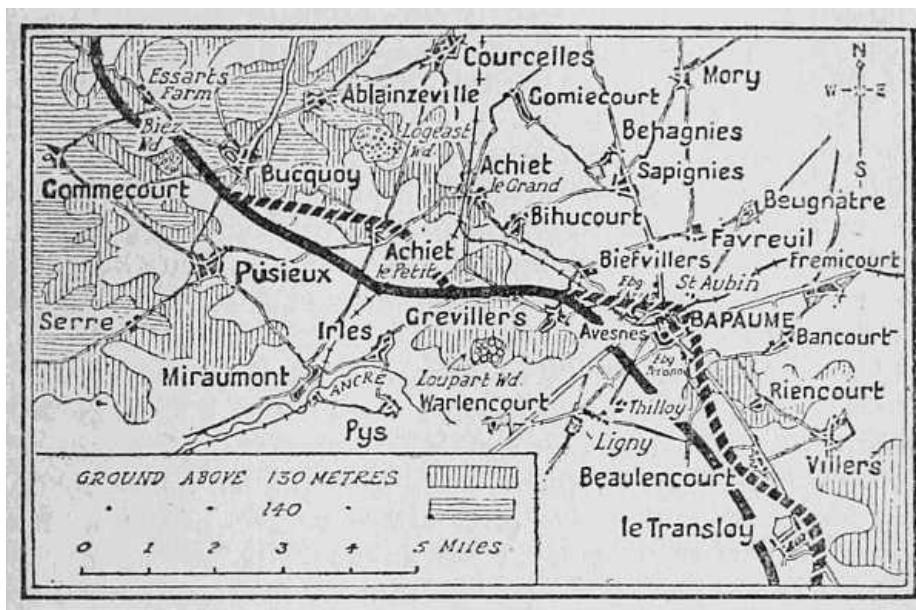 Courcelles
Mory
N
W E
S
Essarts
Farm
Ablainzeville
Gomiecourt
Biez
Wd
Logeast
Wd
Behagnies
Achiet
le Grand
Sapignies
Gommecourt
Bucquoy
Bihucourt
Beugnatre
Favreuil
Achiet
le Petit
Biefvillers
Fremicourt
Pusieux
Fbg
St Aubin
Serre
Irles
Grevillers
Avesnes
BAPAUME
Bancourt
Miraumont
Loupart Wd.
Fbg
ANCRE
Warlencourt
Thilloy
Riencourt
Pys
Ligny
Villers
Beaulencourt
le Transloy
GROUND ABOVE 130 METRES
" " 140 "
0 1 2 3 4 5 MILES